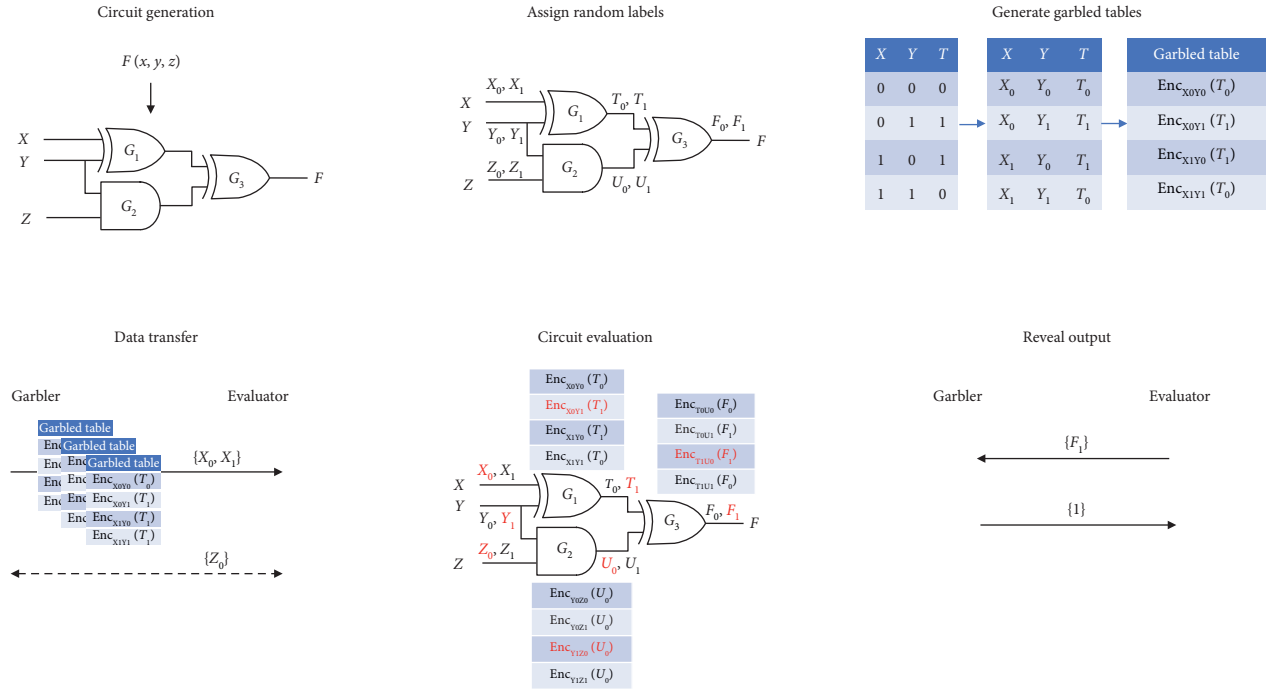 Circuit generation
F (x, y, z)
X
Y
Z
G1
G2
G3
F
Assign random labels
X0, X1
X
Y
Y0, Y1
Z0, Z1
Z
G1
G2
T0, T1
U0, U1
G3
F0, F1
F
Generate garbled tables
X Y T
0 0 0
0 1 1
1 0 1
1 1 0
X Y T
X0 Y0 T0
X0 Y1 T1
X1 Y0 T1
X1 Y1 T0
Garbled table
EncX0Y0 (T0)
EncX0Y1 (T1)
EncX1Y0 (T1)
EncX1Y1 (T0)
Data transfer
Garbler
Evaluator
Garbled table
Garbled table
Garbled table
EncX0Y0 (T0)
EncX0Y1 (T1)
EncX1Y0 (T1)
EncX1Y1 (T1)
{X0, X1}
{Z0}
Circuit evaluation
EncX0Y0 (T0)
EncX0Y1 (T1)
EncX1Y0 (T1)
EncX1Y1 (T0)
EncT0U0 (F0)
EncT0U1 (F1)
EncT1U0 (F1)
EncT1U1 (F0)
X0, X1
X
Y
Y0, Y1
Z0, Z1
Z
G1
G2
T0, T1
U0, U1
G3
F0, F1
F
EncY0Z0 (U0)
EncY0Z1 (U0)
EncY1Z0 (U0)
EncY1Z1 (U0)
Reveal output
Garbler
Evaluator
{F1}
{1}